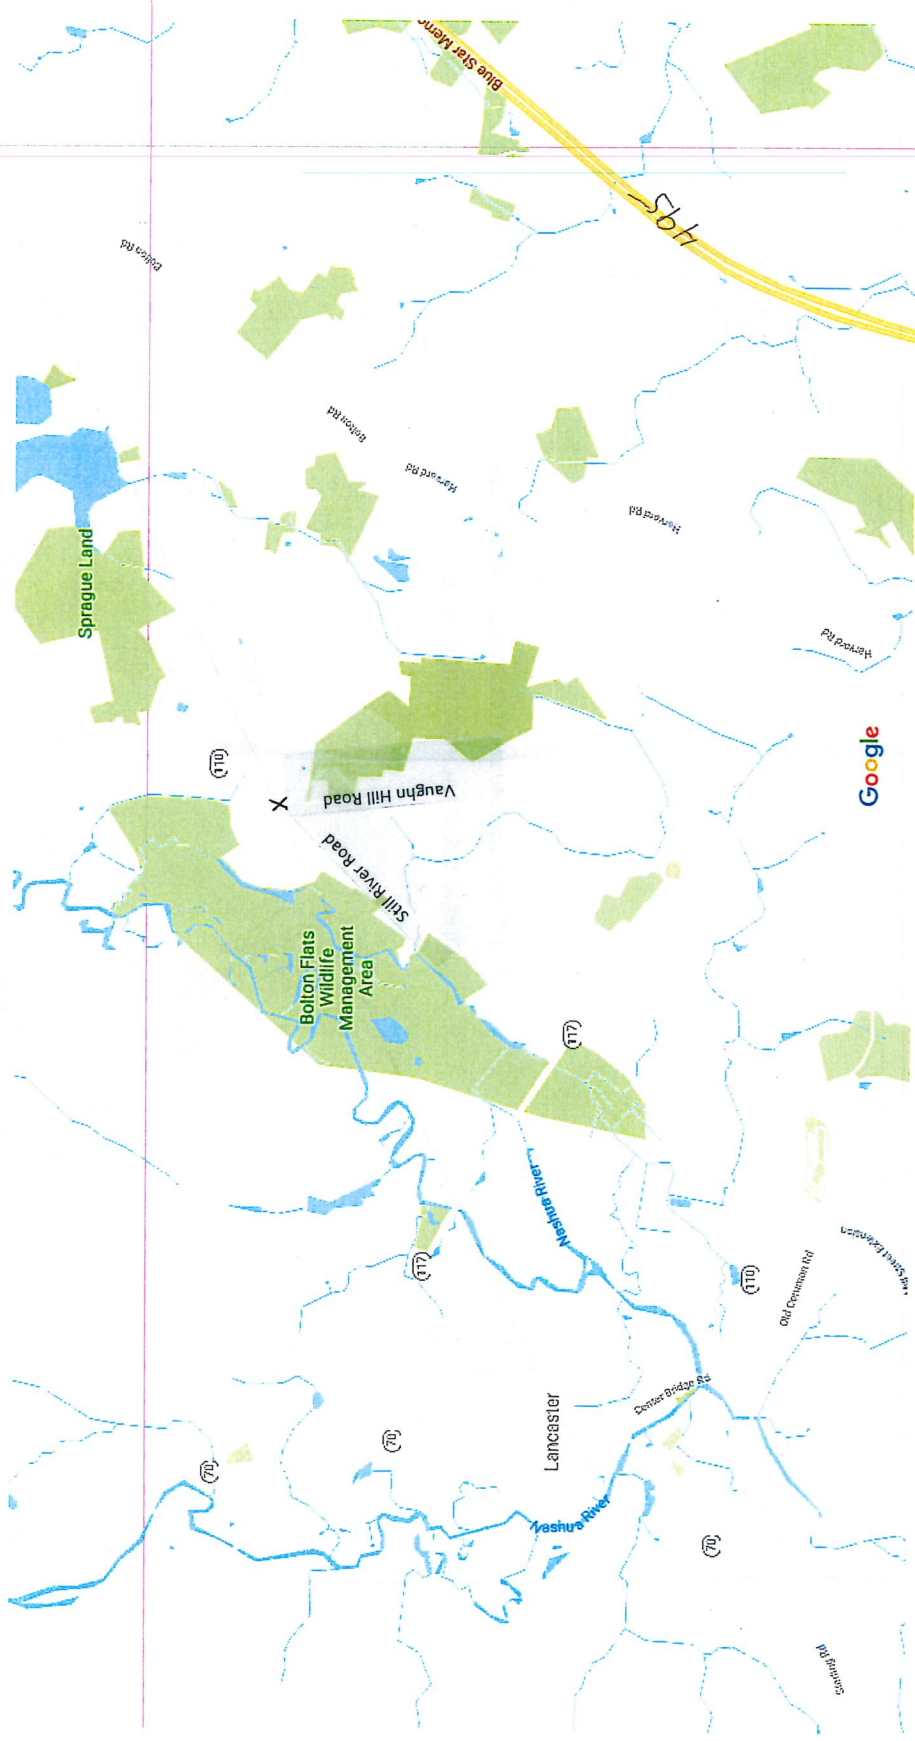 Blue Star Memo
495
Bolton Rd
Bolton Rd
Harvard Rd
Harvard Rd
Harvard Rd
Sprague Land
110
X
Vaughn Hill Road
Still River Road
Google
Bolton Flats
Wildlife
Management
Area
117
Nashua River
117
110
Old Common Rd
Center Bridge Rd
Lancaster
70
70
Nashua River
70
Sterling Rd